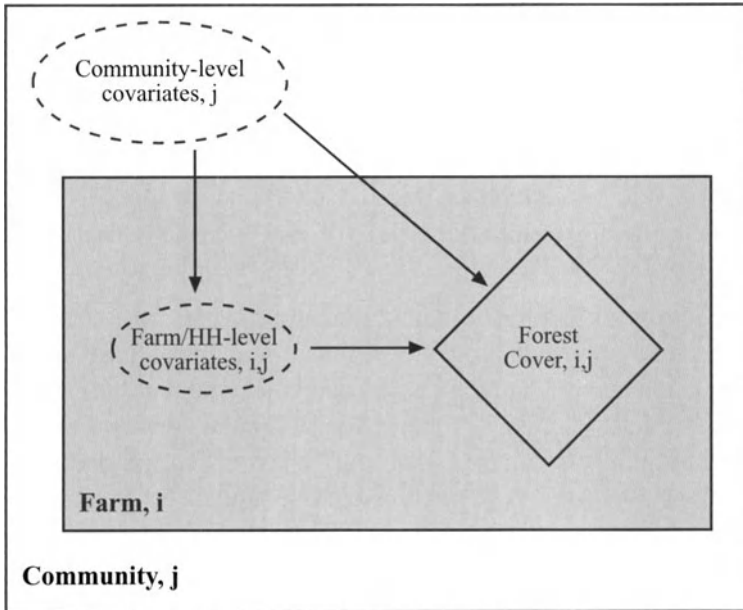 Community-level
covariates, j
Farm/HH-level
covariates, i,j
Forest
Cover, i,j
Farm, i
Community, j